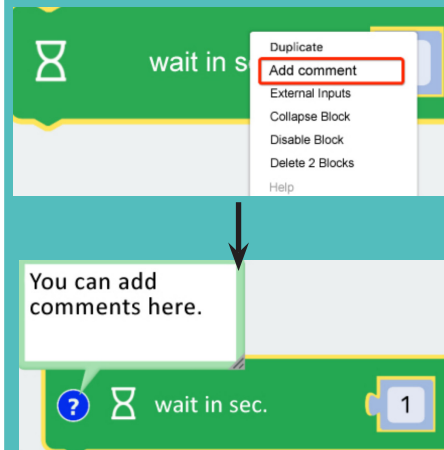 wait in s
Duplicate
Add comment
External Inputs
Collapse Block
Disable Block
Delete 2 Blocks
Help
You can add
comments here.
? wait in sec. 1